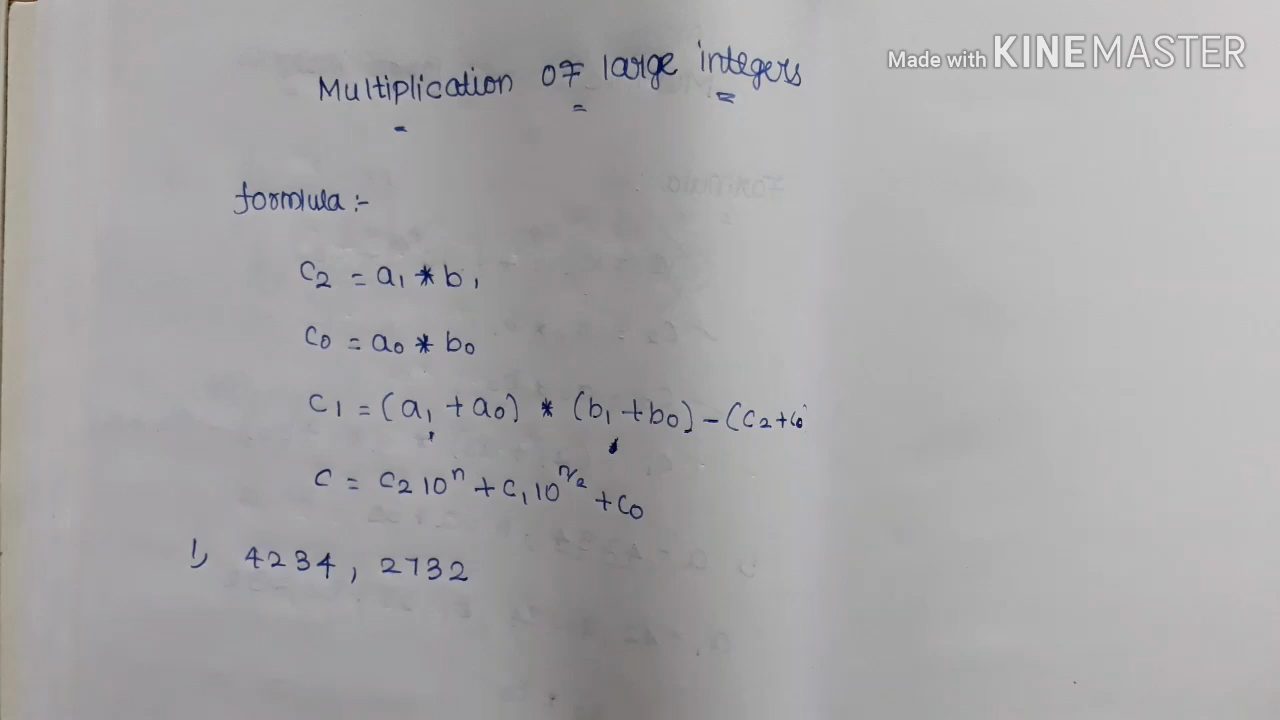 Made with KINEMASTER
Multiplication OF large integers
formula :-
C2 = a1 * b1
C0 = a0 * b0
C1 = (a1 + a0) * (b1 + b0) - (C2 + C0
C = C2 10^n + C1 10^n/2 + C0
1) 4234, 2732